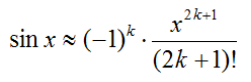 sin x ≈ (−1)^k · x^{2k+1} / (2k + 1)!